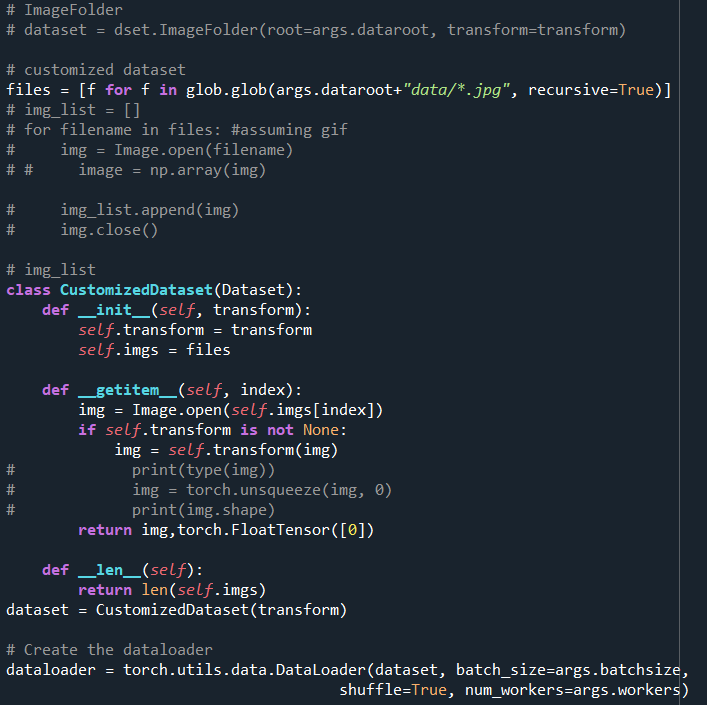 # ImageFolder
# dataset = dset.ImageFolder(root=args.dataroot, transform=transform)
# customized dataset
files = [f for f in glob.glob(args.dataroot+"data/*.jpg", recursive=True)]
# img_list = []
# for filename in files: #assuming gif
#     img = Image.open(filename)
# #     image = np.array(img)
#     img_list.append(img)
#     img.close()
# img_list
class CustomizedDataset(Dataset):
    def __init__(self, transform):
        self.transform = transform
        self.imgs = files
    def __getitem__(self, index):
        img = Image.open(self.imgs[index])
        if self.transform is not None:
            img = self.transform(img)
#             print(type(img))
#             img = torch.unsqueeze(img, 0)
#             print(img.shape)
        return img,torch.FloatTensor([0])
    def __len__(self):
        return len(self.imgs)
dataset = CustomizedDataset(transform)
# Create the dataloader
dataloader = torch.utils.data.DataLoader(dataset, batch_size=args.batchsize,
                                     shuffle=True, num_workers=args.workers)